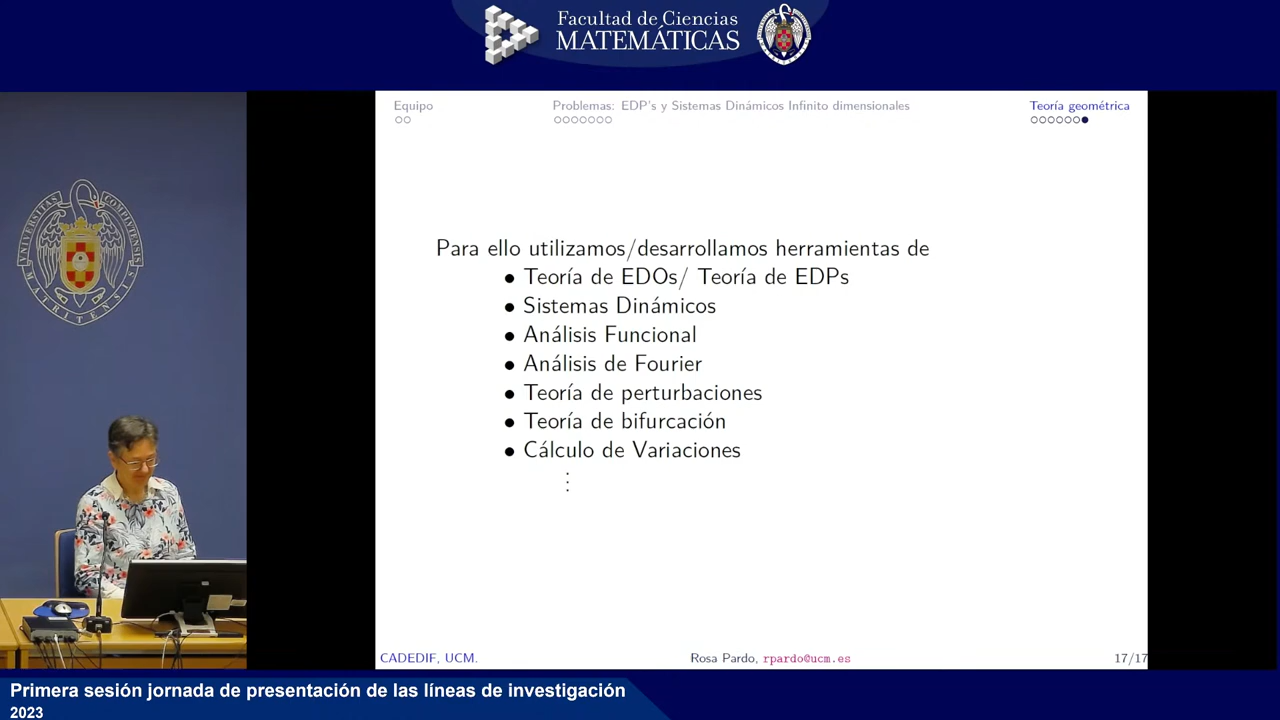 Facultad de Ciencias
MATEMÁTICAS
Equipo
Problemas: EDP's y Sistemas Dinámicos Infinito dimensionales
Teoría geométrica
Para ello utilizamos/desarrollamos herramientas de
• Teoría de EDOs/ Teoría de EDPs
• Sistemas Dinámicos
• Análisis Funcional
• Análisis de Fourier
• Teoría de perturbaciones
• Teoría de bifurcación
• Cálculo de Variaciones
⋮
CADEDIF, UCM.
Rosa Pardo, rpardo@ucm.es
17/17
UNIVERSITAS COMPLVTENSIS
MATRITENSIS
Primera sesión jornada de presentación de las líneas de investigación
2023